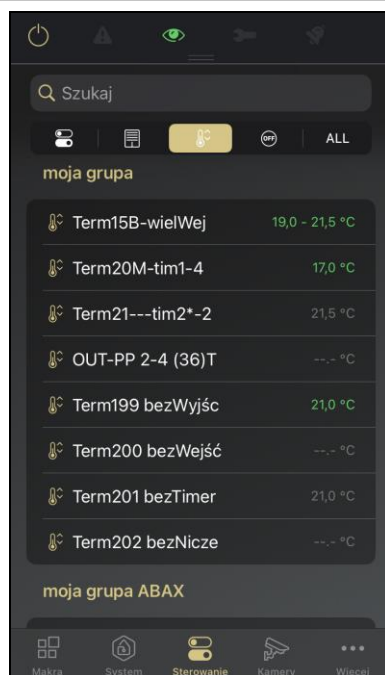 Szukaj
OFF ALL
moja grupa
Term15B-wielWej 19,0 - 21,5 °C
Term20M-tim1-4 17,0 °C
Term21---tim2*-2 21,5 °C
OUT-PP 2-4 (36)T --.- °C
Term199 bezWyjśc 21,0 °C
Term200 bezWejść --.- °C
Term201 bezTimer 21,0 °C
Term202 bezNicze --.- °C
moja grupa ABAX
Makra System Sterowanie Kamery Więcej